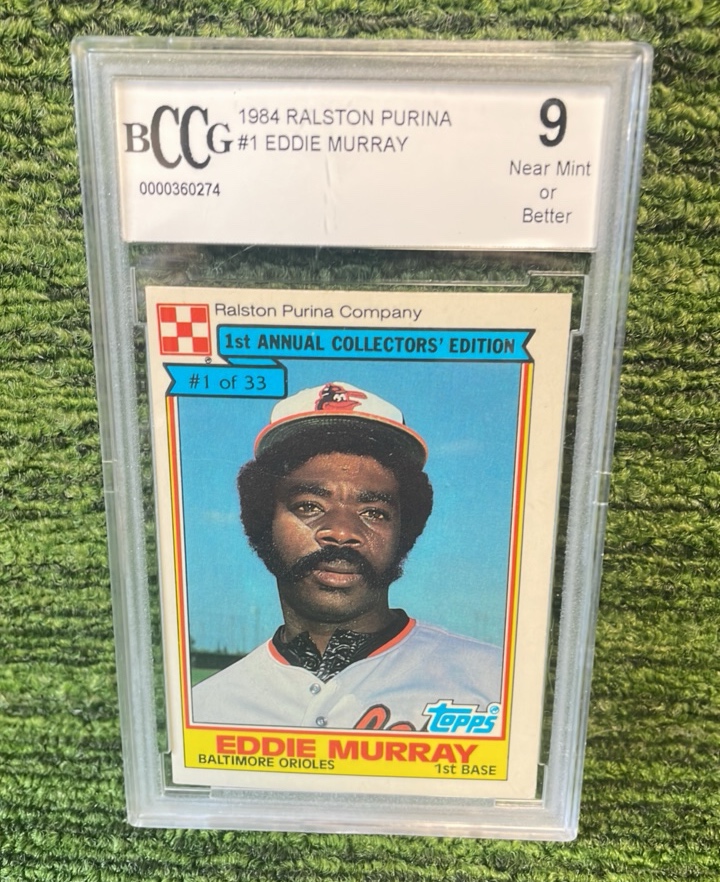 BCCG
1984 RALSTON PURINA
#1 EDDIE MURRAY
0000360274
9
Near Mint
or
Better
Ralston Purina Company
1st ANNUAL COLLECTORS' EDITION
#1 of 33
Topps
EDDIE MURRAY
BALTIMORE ORIOLES
1st BASE